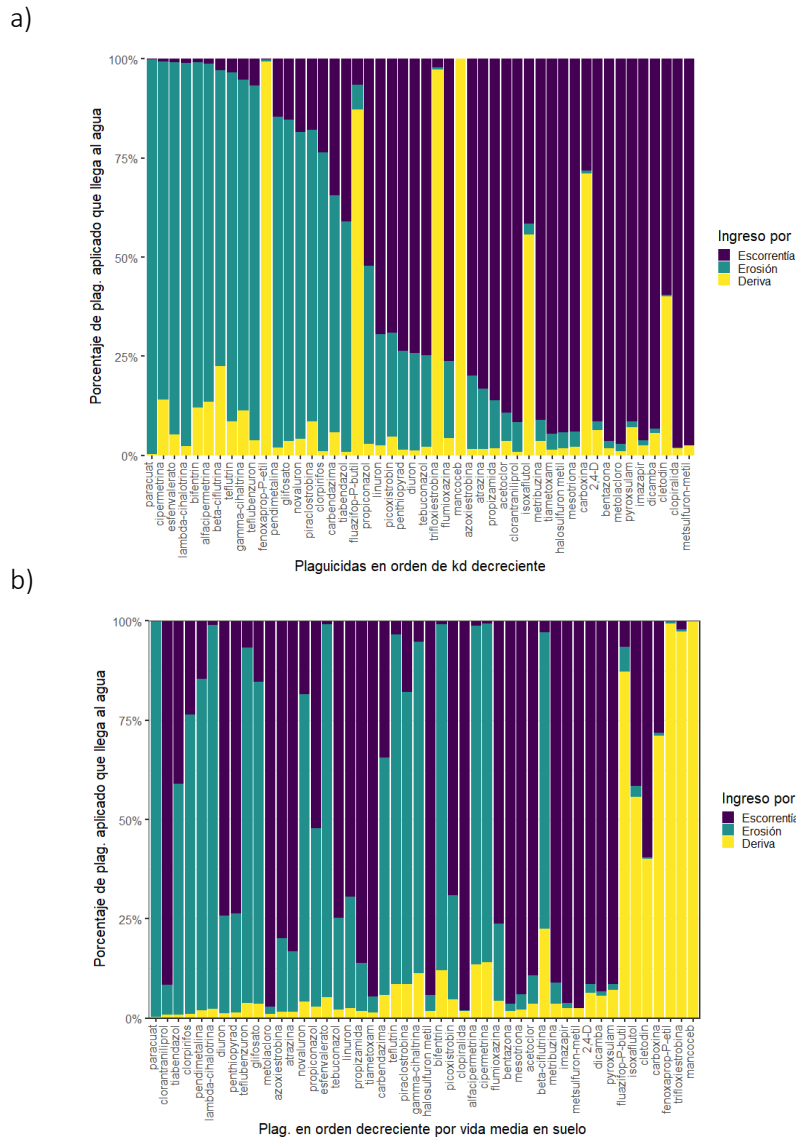 a)
100%
75%
50%
25%
0%
Porcentaje de plag. aplicado que llega al agua
paracuat
cipermetrina
esfenvalerato
lambda-cihalotrina
bifentrin
alfacipermetrina
beta-ciflutrina
teflutrin
gamma-cihaltrina
teflubenzuron
fenoxaprop-P-etil
pendimetalina
glifosato
novaruron
piraclostrobina
clorpirifos
carbendazima
tiabendazol
fluazifop-P-butil
propiconazol
linuron
picoxistrobin
penthiopyrad
diuron
tebuconazol
trifloxiestrobina
flumioxazina
mancoceb
azoxiestrobina
atrazina
propizamida
acetoclor
clorantraniliprol
isoxaflutol
metribuzina
tiametoxam
halosulfuron metil
mesotriona
carboxina
2,4-D
bentazona
metolacloro
pyroxsulam
imazapir
dicamba
cletodin
clopiralida
metsulfuron-metil
Plaguicidas en orden de kd decreciente
Ingreso por
Escorrentía
Erosión
Deriva
b)
100%
75%
50%
25%
0%
Porcentaje de plag. aplicado que llega al agua
paracuat
clorantraniliprol
tiabendazol
clorpirifos
pendimetalina
lambda-cihalotrina
diuron
penthiopyrad
teflubenzuron
glifosato
metolacloro
azoxiestrobina
atrazina
novaluron
propiconazol
esfenvalerato
tebuconazol
linuron
propizamida
tiametoxam
carbendazima
teflutrin
piraclostrobina
gamma-cihaltrina
halosulfuron metil
bifentrin
picoxistrobin
clopiralida
alfacipermetrina
cipermetrina
flumioxazina
bentazona
mesotriona
acetoclor
beta-ciflutrina
metribuzina
imazapir
metsulfuron-metil
2,4-D
dicamba
pyroxsulam
fluazifop-P-butil
isoxaflutol
cletodin
carboxina
fenoxaprop-P-etil
trifloxiestrobina
mancoceb
Plag. en orden decreciente por vida media en suelo
Ingreso por
Escorrentía
Erosión
Deriva